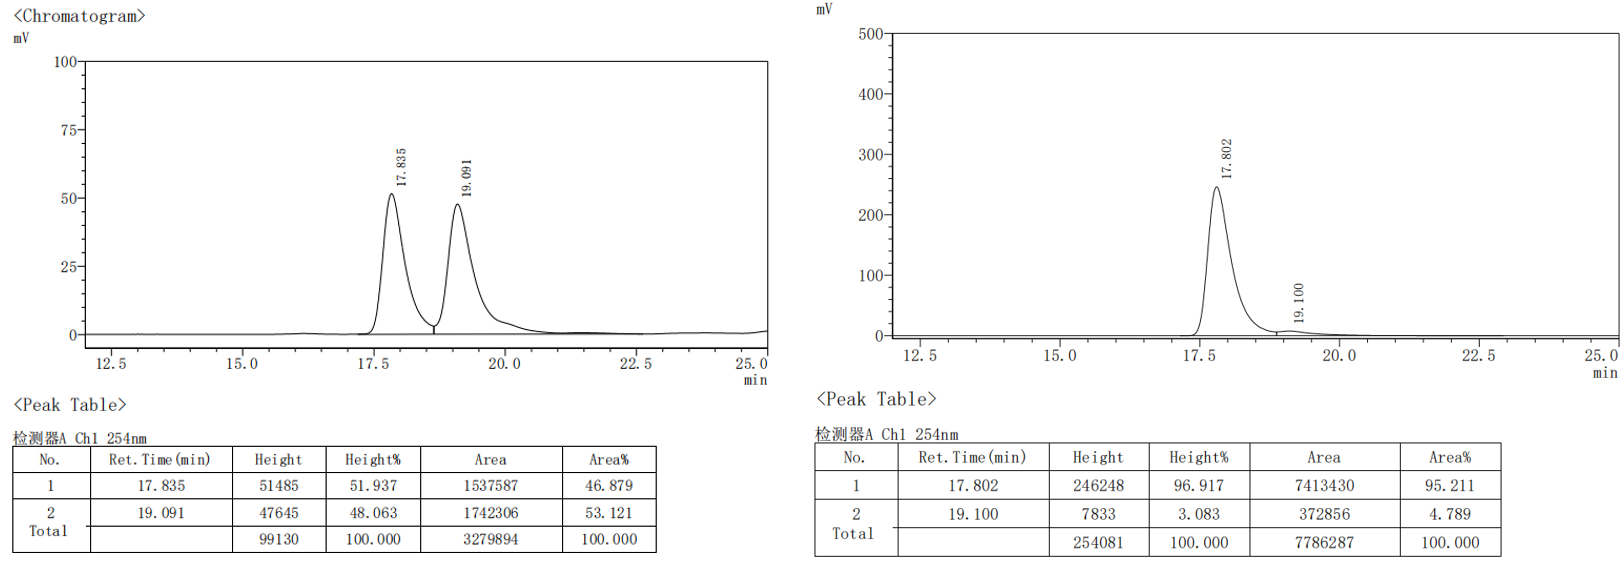 <Chromatogram>
mV
100
75
50
25
0
17.835
19.091
12.5 15.0 17.5 20.0 22.5 25.0
min
<Peak Table>
检测器A Ch1 254nm
No. Ret.Time(min) Height Height% Area Area%
1 17.835 51485 51.937 1537587 46.879
2 19.091 47645 48.063 1742306 53.121
Total 99130 100.000 3279894 100.000
mV
500
400
300
200
100
0
17.802
19.100
12.5 15.0 17.5 20.0 22.5 25.0
min
<Peak Table>
检测器A Ch1 254nm
No. Ret.Time(min) Height Height% Area Area%
1 17.802 246248 96.917 7413430 95.211
2 19.100 7833 3.083 372856 4.789
Total 254081 100.000 7786287 100.000